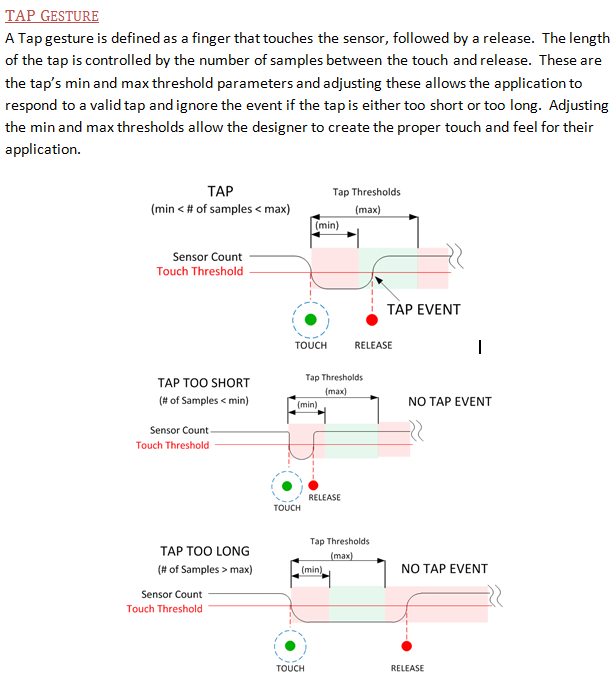 TAP GESTURE
A Tap gesture is defined as a finger that touches the sensor, followed by a release. The length
of the tap is controlled by the number of samples between the touch and release. These are
the tap's min and max threshold parameters and adjusting these allows the application to
respond to a valid tap and ignore the event if the tap is either too short or too long. Adjusting
the min and max thresholds allow the designer to create the proper touch and feel for their
application.
TAP
(min < # of samples < max)
Tap Thresholds
(max)
(min)
Sensor Count
Touch Threshold
TAP EVENT
TOUCH
RELEASE
TAP TOO SHORT
(# of Samples < min)
Tap Thresholds
(max)
(min)
NO TAP EVENT
Sensor Count
Touch Threshold
RELEASE
TOUCH
TAP TOO LONG
(# of Samples > max)
Tap Thresholds
(max)
(min)
NO TAP EVENT
Sensor Count
Touch Threshold
TOUCH
RELEASE